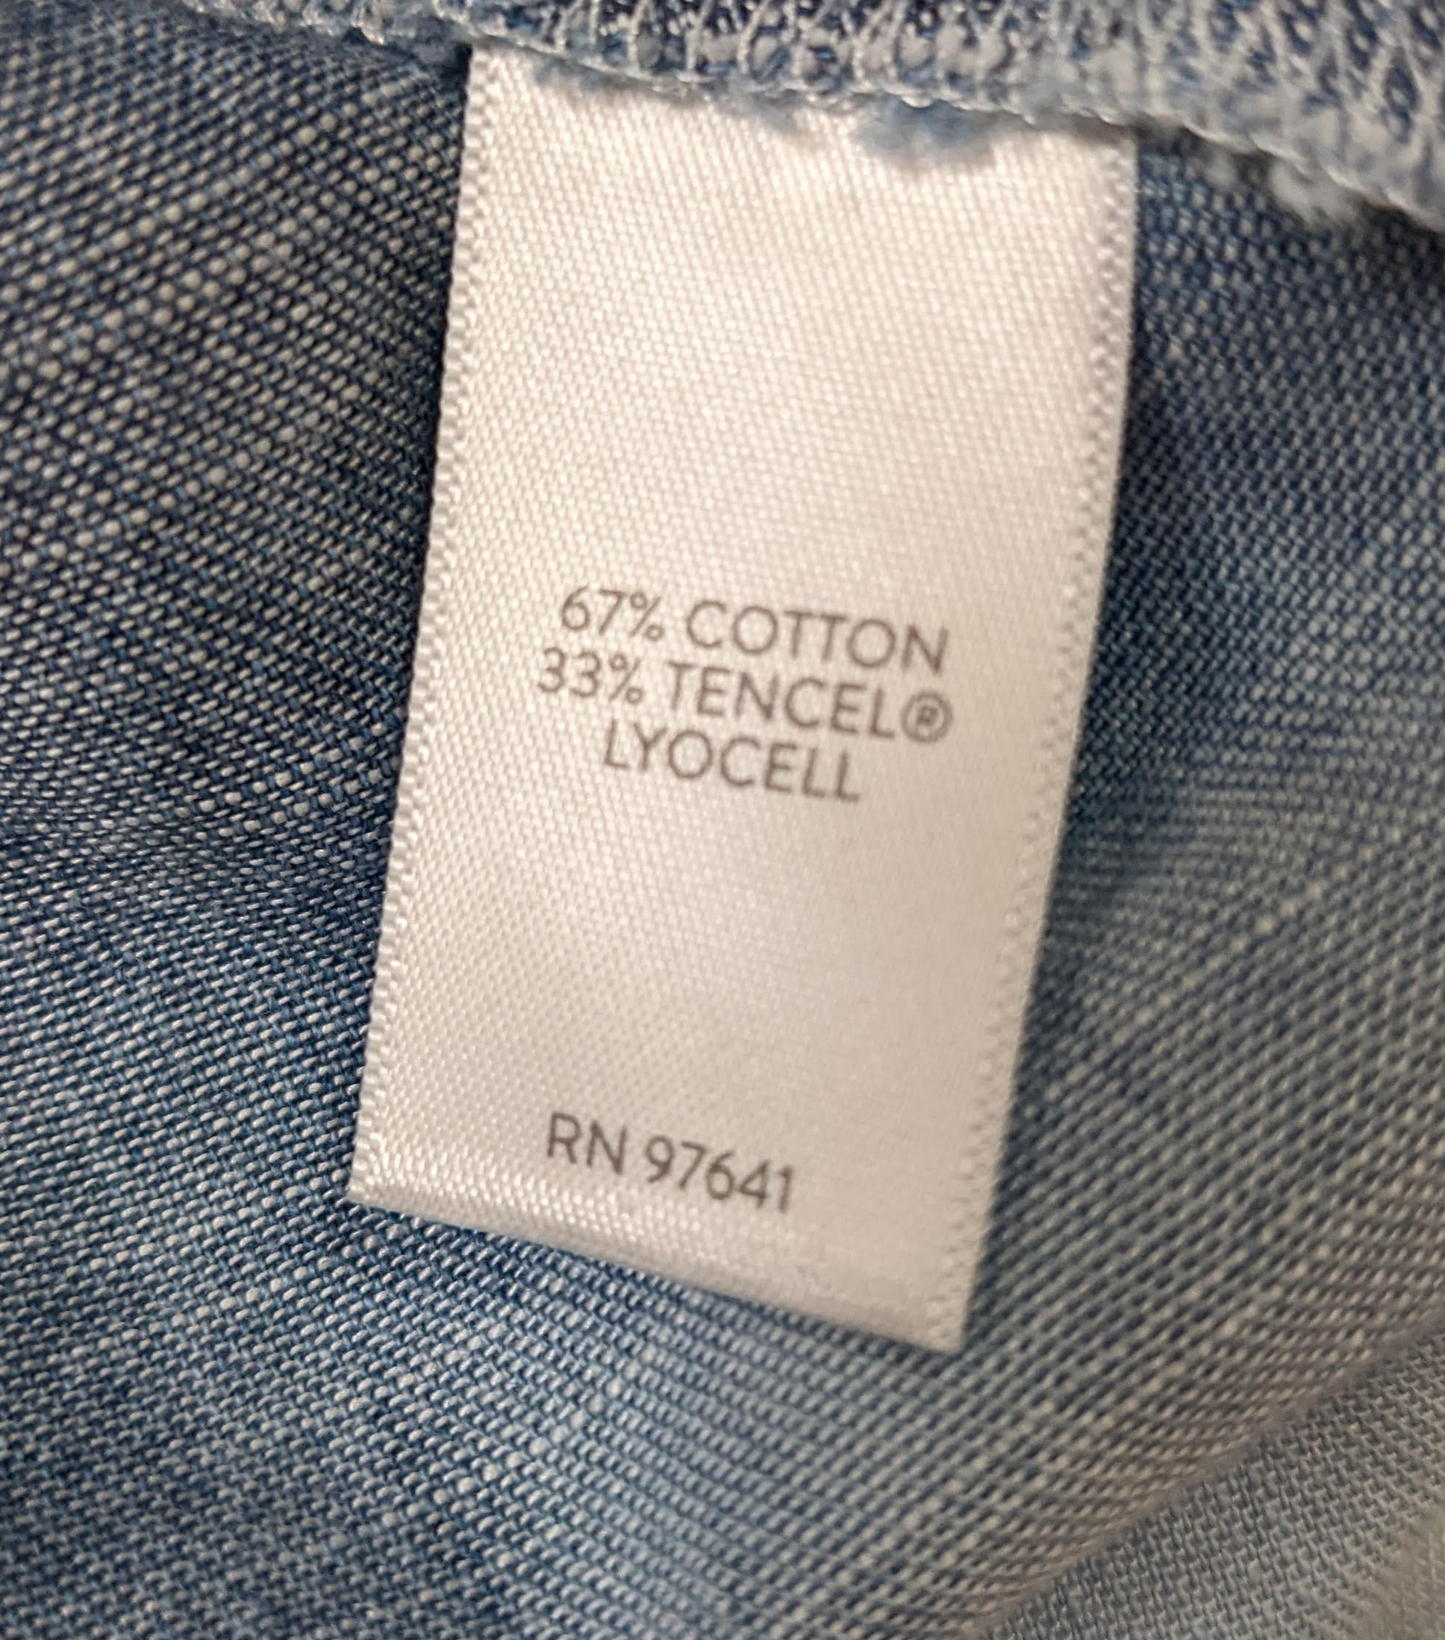 67% COTTON
33% TENCEL®
LYOCELL
RN 97641